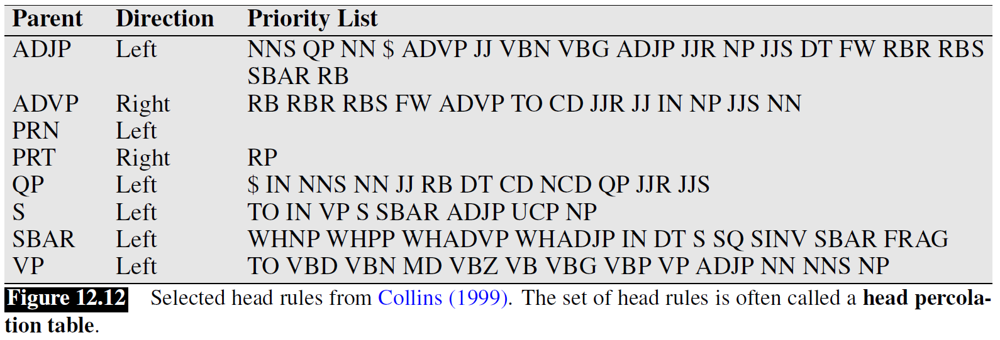 Parent Direction Priority List
ADJP Left NNS QP NN $ ADVP JJ VBN VBG ADJP JJR NP JJS DT FW RBR RBS
SBAR RB
ADVP Right RB RBR RBS FW ADVP TO CD JJR JJ IN NP JJS NN
PRN Left
PRT Right RP
QP Left $ IN NNS NN JJ RB DT CD NCD QP JJR JJS
S Left TO IN VP S SBAR ADJP UCP NP
SBAR Left WHNP WHPP WHADVP WHADJP IN DT S SQ SINV SBAR FRAG
VP Left TO VBD VBN MD VBZ VB VBG VBP VP ADJP NN NNS NP
Figure 12.12 Selected head rules from Collins (1999). The set of head rules is often called a head percola-
tion table.